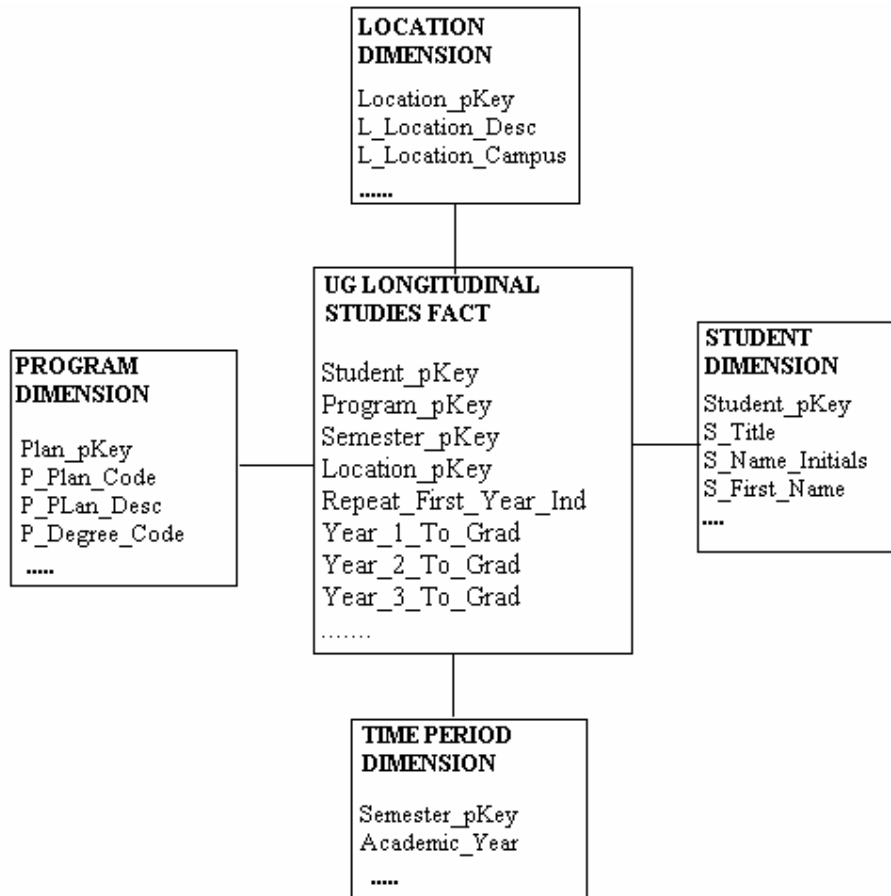 LOCATION
DIMENSION
Location_pKey
L_Location_Desc
L_Location_Campus
......
UG LONGITUDINAL
STUDIES FACT
Student_pKey
Program_pKey
Semester_pKey
Location_pKey
Repeat_First_Year_Ind
Year_1_To_Grad
Year_2_To_Grad
Year_3_To_Grad
.......
PROGRAM
DIMENSION
Plan_pKey
P_Plan_Code
P_PLan_Desc
P_Degree_Code
.....
STUDENT
DIMENSION
Student_pKey
S_Title
S_Name_Initials
S_First_Name
....
TIME PERIOD
DIMENSION
Semester_pKey
Academic_Year
.....